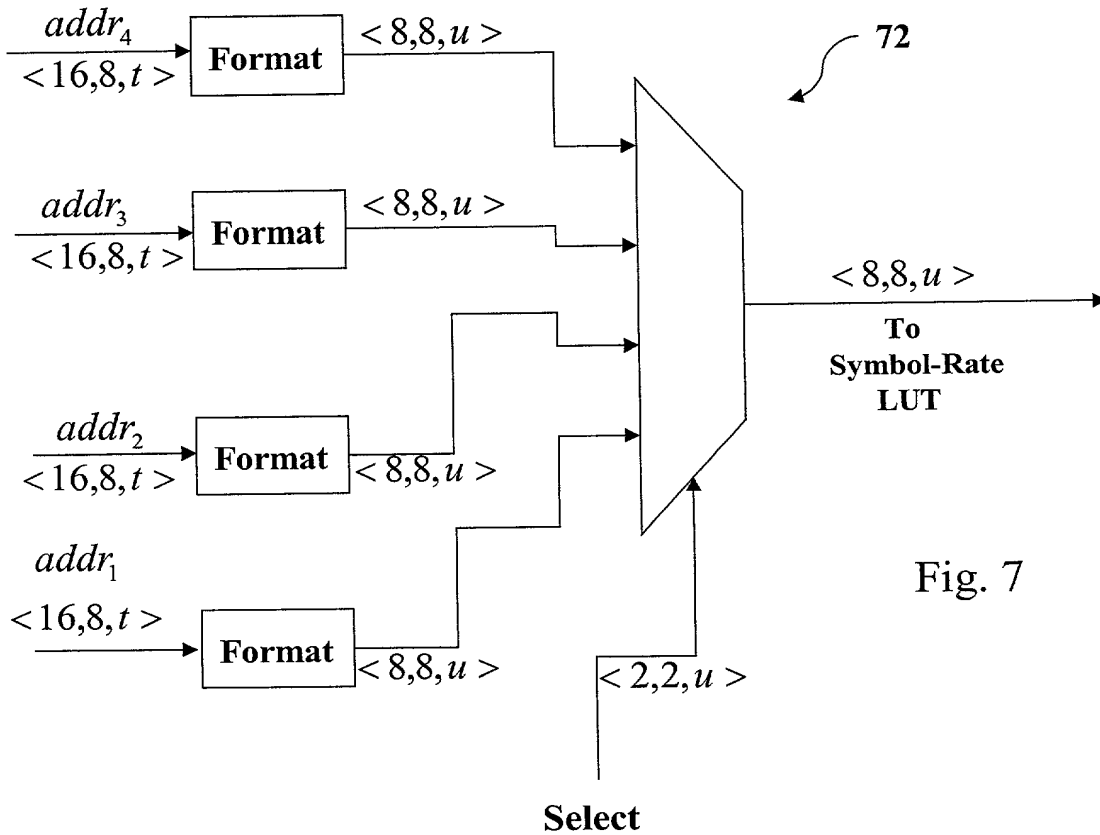 addr₄
<16,8,t>
Format
<8,8,u>
72
addr₃
<16,8,t>
Format
<8,8,u>
<8,8,u>
To
Symbol-Rate
LUT
addr₂
<16,8,t>
Format
<8,8,u>
addr₁
<16,8,t>
Format
<8,8,u>
Fig. 7
<2,2,u>
Select